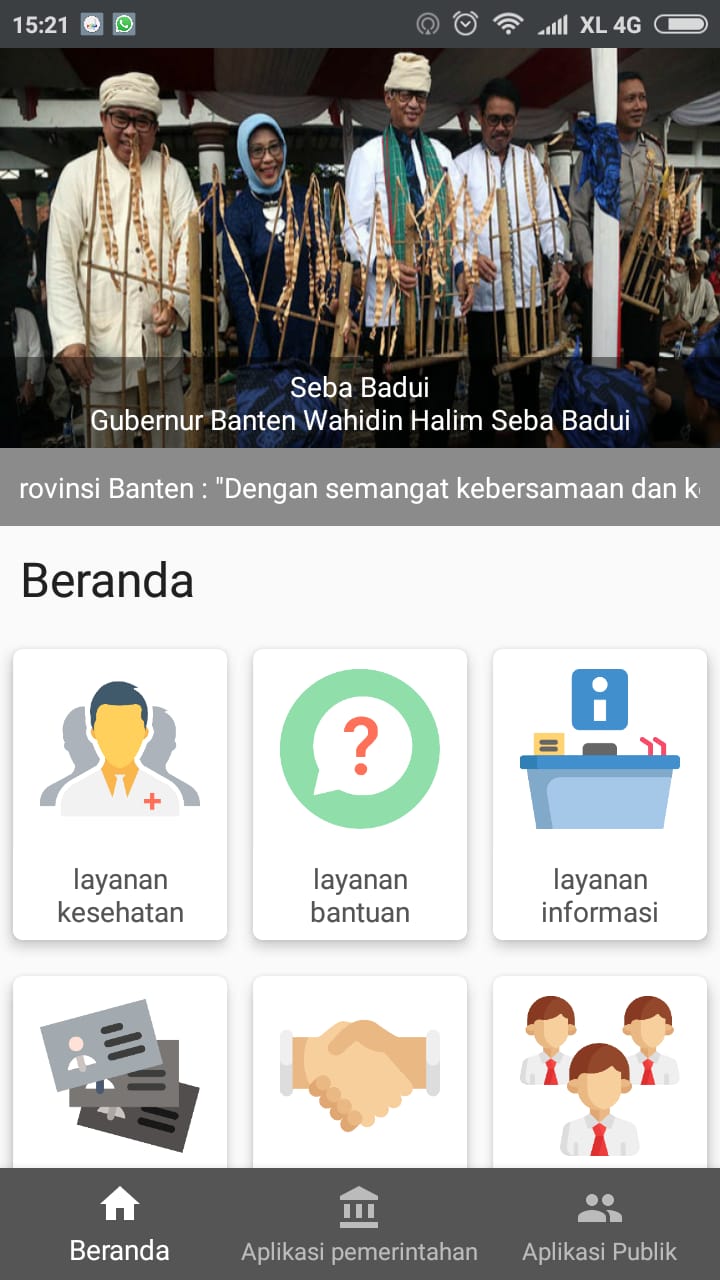 15:21
XL 4G
Seba Badui
Gubernur Banten Wahidin Halim Seba Badui
rovinsi Banten : "Dengan semangat kebersamaan dan k
Beranda
layanan
kesehatan
layanan
bantuan
layanan
informasi
Beranda
Aplikasi pemerintahan
Aplikasi Publik